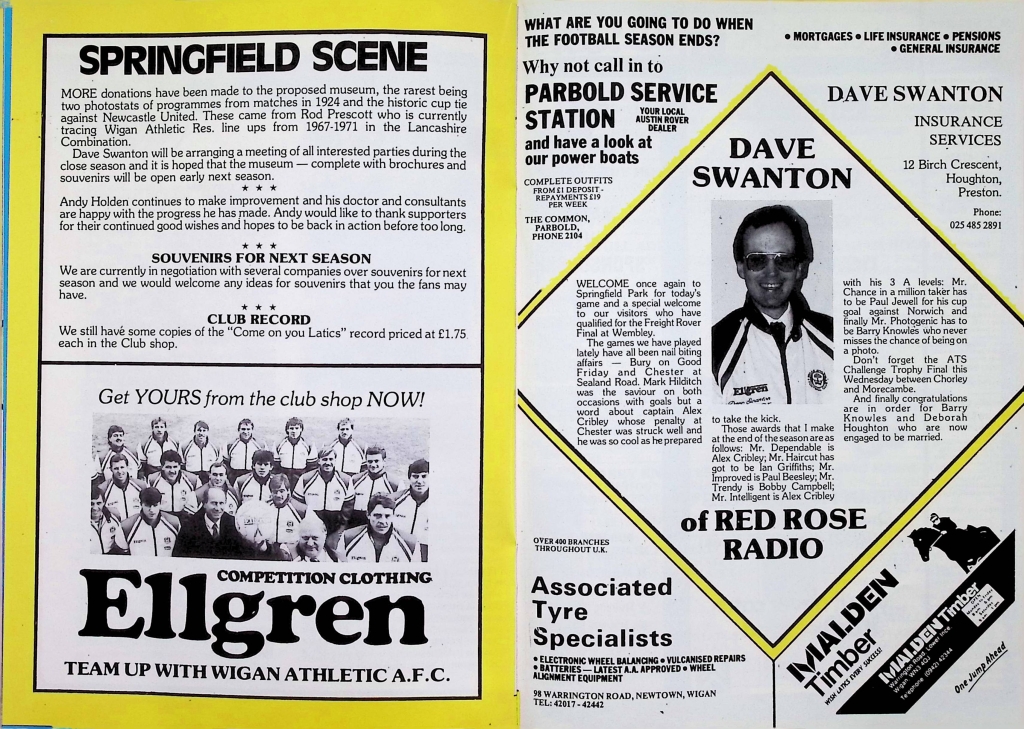 SPRINGFIELD SCENE
MORE donations have been made to the proposed museum, the rarest being
two photostats of programmes from matches in 1924 and the historic cup tie
against Newcastle United. These came from Rod Prescott who is currently
tracing Wigan Athletic Res. line ups from 1967-1971 in the Lancashire
Combination.
Dave Swanton will be arranging a meeting of all interested parties during the
close season and it is hoped that the museum — complete with brochures and
souvenirs will be open early next season.
★ ★ ★
Andy Holden continues to make improvement and his doctor and consultants
are happy with the progress he has made. Andy would like to thank supporters
for their continued good wishes and hopes to be back in action before too long.
★ ★ ★
SOUVENIRS FOR NEXT SEASON
We are currently in negotiation with several companies over souvenirs for next
season and we would welcome any ideas for souvenirs that you the fans may
have.
★ ★ ★
CLUB RECORD
We still have some copies of the "Come on you Latics" record priced at £1.75
each in the Club shop.
Get YOURS from the club shop NOW!
COMPETITION CLOTHING
Ellgren
TEAM UP WITH WIGAN ATHLETIC A.F.C.
WHAT ARE YOU GOING TO DO WHEN
THE FOOTBALL SEASON ENDS?
Why not call in to
PARBOLD SERVICE
STATION
YOUR LOCAL
AUSTIN ROVER
DEALER
and have a look at
our power boats
COMPLETE OUTFITS
FROM £1 DEPOSIT -
REPAYMENTS £19
PER WEEK
THE COMMON,
PARBOLD,
PHONE 2104
• MORTGAGES • LIFE INSURANCE • PENSIONS
• GENERAL INSURANCE
DAVE SWANTON
INSURANCE
SERVICES
12 Birch Crescent,
Houghton,
Preston.
Phone:
025 485 2891
DAVE
SWANTON
WELCOME once again to
Springfield Park for today's
game and a special welcome
to our visitors who have
qualified for the Freight Rover
Final at Wembley.
The games we have played
lately have all been nail biting
affairs — Bury on Good
Friday and Chester at
Sealand Road. Mark Hilditch
was the saviour on both
occasions with goals but a
word about captain Alex
Cribley whose penalty at
Chester was struck well and
he was so cool as he prepared
Ellgren
Dave Swanton
to take the kick.
Those awards that I make
at the end of the season are as
follows: Mr. Dependable is
Alex Cribley; Mr. Haircut has
got to be Ian Griffiths; Mr.
Improved is Paul Beesley; Mr.
Trendy is Bobby Campbell;
Mr. Intelligent is Alex Cribley
with his 3 A levels: Mr.
Chance in a million taker has
to be Paul Jewell for his cup
goal against Norwich and
finally Mr. Photogenic has to
be Barry Knowles who never
misses the chance of being on
a photo.
Don't forget the ATS
Challenge Trophy Final this
Wednesday between Chorley
and Morecambe.
And finally congratulations
are in order for Barry
Knowles and Deborah
Houghton who are now
engaged to be married.
of RED ROSE
RADIO
OVER 400 BRANCHES
THROUGHOUT U.K.
Associated
Tyre
Specialists
• ELECTRONIC WHEEL BALANCING • VULCANISED REPAIRS
• BATTERIES — LATEST A.A. APPROVED • WHEEL
ALIGNMENT EQUIPMENT
98 WARRINGTON ROAD, NEWTOWN, WIGAN
TEL: 42017 - 42442
MALDEN
Timber
WISH LATICS EVERY SUCCESS!
MALDEN Timber
Warrington Road Lower Ince
Wigan WN3 4QJ
Telephone (0942) 42344
One Jump Ahead